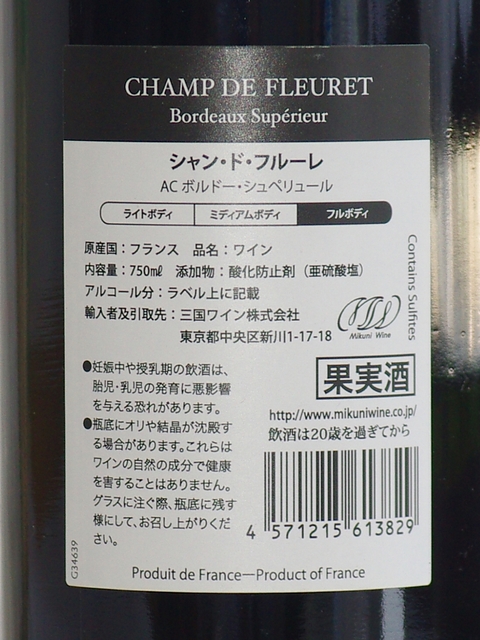 CHAMP DE FLEURET
Bordeaux Supérieur
シャン・ド・フルーレ
AC ボルドー・シュペリュール
ライトボディ ミディアムボディ フルボディ
原産国：フランス 品名：ワイン
内容量：750㎖ 添加物：酸化防止剤（亜硫酸塩）
アルコール分：ラベル上に記載
輸入者及引取先：三国ワイン株式会社
東京都中央区新川1-17-18
Contains Sulfites
Mikuni Wine
●妊娠中や授乳期の飲酒は、
胎児・乳児の発育に悪影響
を与える恐れがあります。
●瓶底にオリや結晶が沈殿す
る場合があります。これらは
ワインの自然の成分で健康
を害することはありません。
グラスに注ぐ際、瓶底に残す
様にして、お召し上がりくだ
さい。
果実酒
http://www.mikuniwine.co.jp/
飲酒は20歳を過ぎてから
4 571215 613829
G34639
Produit de France—Product of France